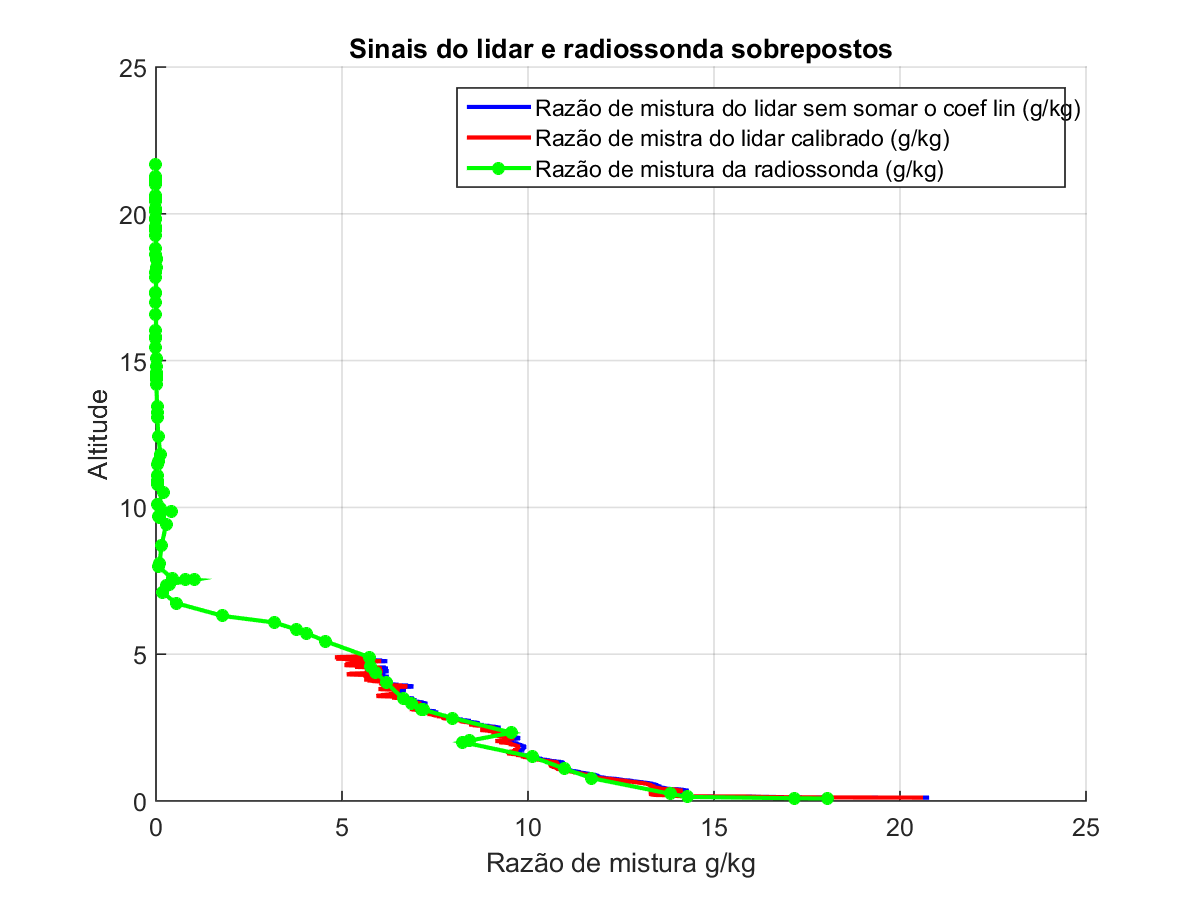 Sinais do lidar e radiossonda sobrepostos
25
Razão de mistura do lidar sem somar o coef lin (g/kg)
Razão de mistra do lidar calibrado (g/kg)
Razão de mistura da radiossonda (g/kg)
20
15
Altitude
10
5
0
0 5 10 15 20 25
Razão de mistura g/kg